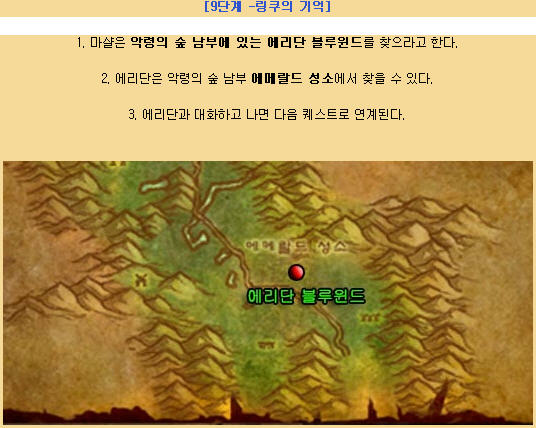 [9단계 -링쿠의 기억]
1. 마샬은 악령의 숲 남부에 있는 에리단 블루윈드를 찾으라고 한다.
2. 에리단은 악령의 숲 남부 에메랄드 성소에서 찾을 수 있다.
3. 에리단과 대화하고 나면 다음 퀘스트로 연계된다.
에메랄드 성소
에리단 블루윈드